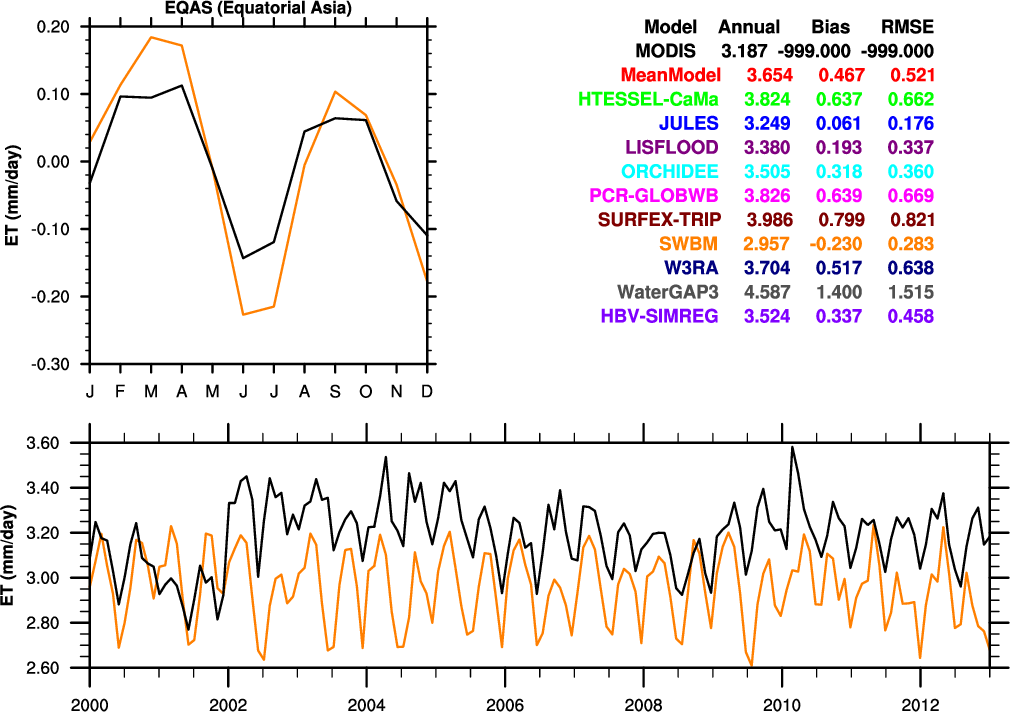 EQAS (Equatorial Asia)
0.20
0.10
0.00
-0.10
-0.20
-0.30
ET (mm/day)
J F M A M J J A S O N D
Model Annual Bias RMSE
MODIS 3.187 -999.000 -999.000
MeanModel 3.654 0.467 0.521
HTESSEL-CaMa 3.824 0.637 0.662
JULES 3.249 0.061 0.176
LISFLOOD 3.380 0.193 0.337
ORCHIDEE 3.505 0.318 0.360
PCR-GLOBWB 3.826 0.639 0.669
SURFEX-TRIP 3.986 0.799 0.821
SWBM 2.957 -0.230 0.283
W3RA 3.704 0.517 0.638
WaterGAP3 4.587 1.400 1.515
HBV-SIMREG 3.524 0.337 0.458
3.60
3.40
3.20
3.00
2.80
2.60
ET (mm/day)
2000 2002 2004 2006 2008 2010 2012